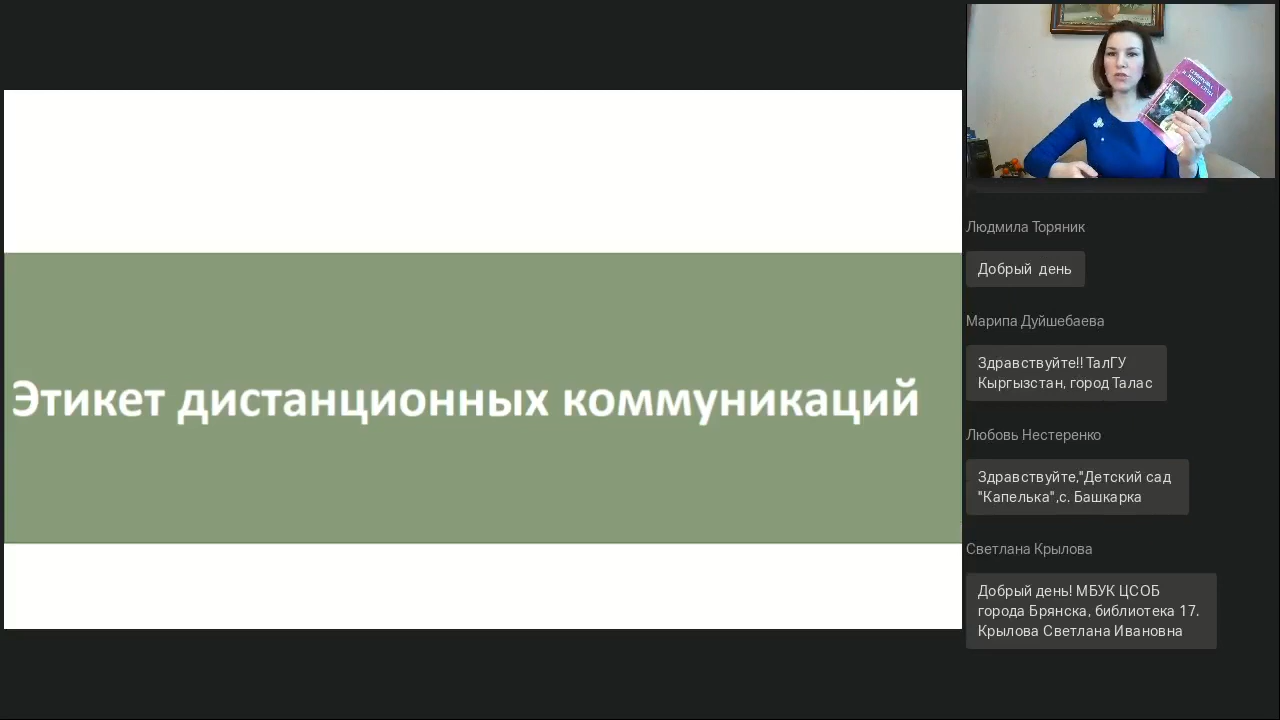 Этикет дистанционных коммуникаций
Людмила Торяник
Добрый день
Марипа Дуйшебаева
Здравствуйте!! ТалГУ
Кыргызстан, город Талас
Любовь Нестеренко
Здравствуйте,"Детский сад
"Капелька",с. Башкарка
Светлана Крылова
Добрый день! МБУК ЦСОБ
города Брянска, библиотека 17.
Крылова Светлана Ивановна